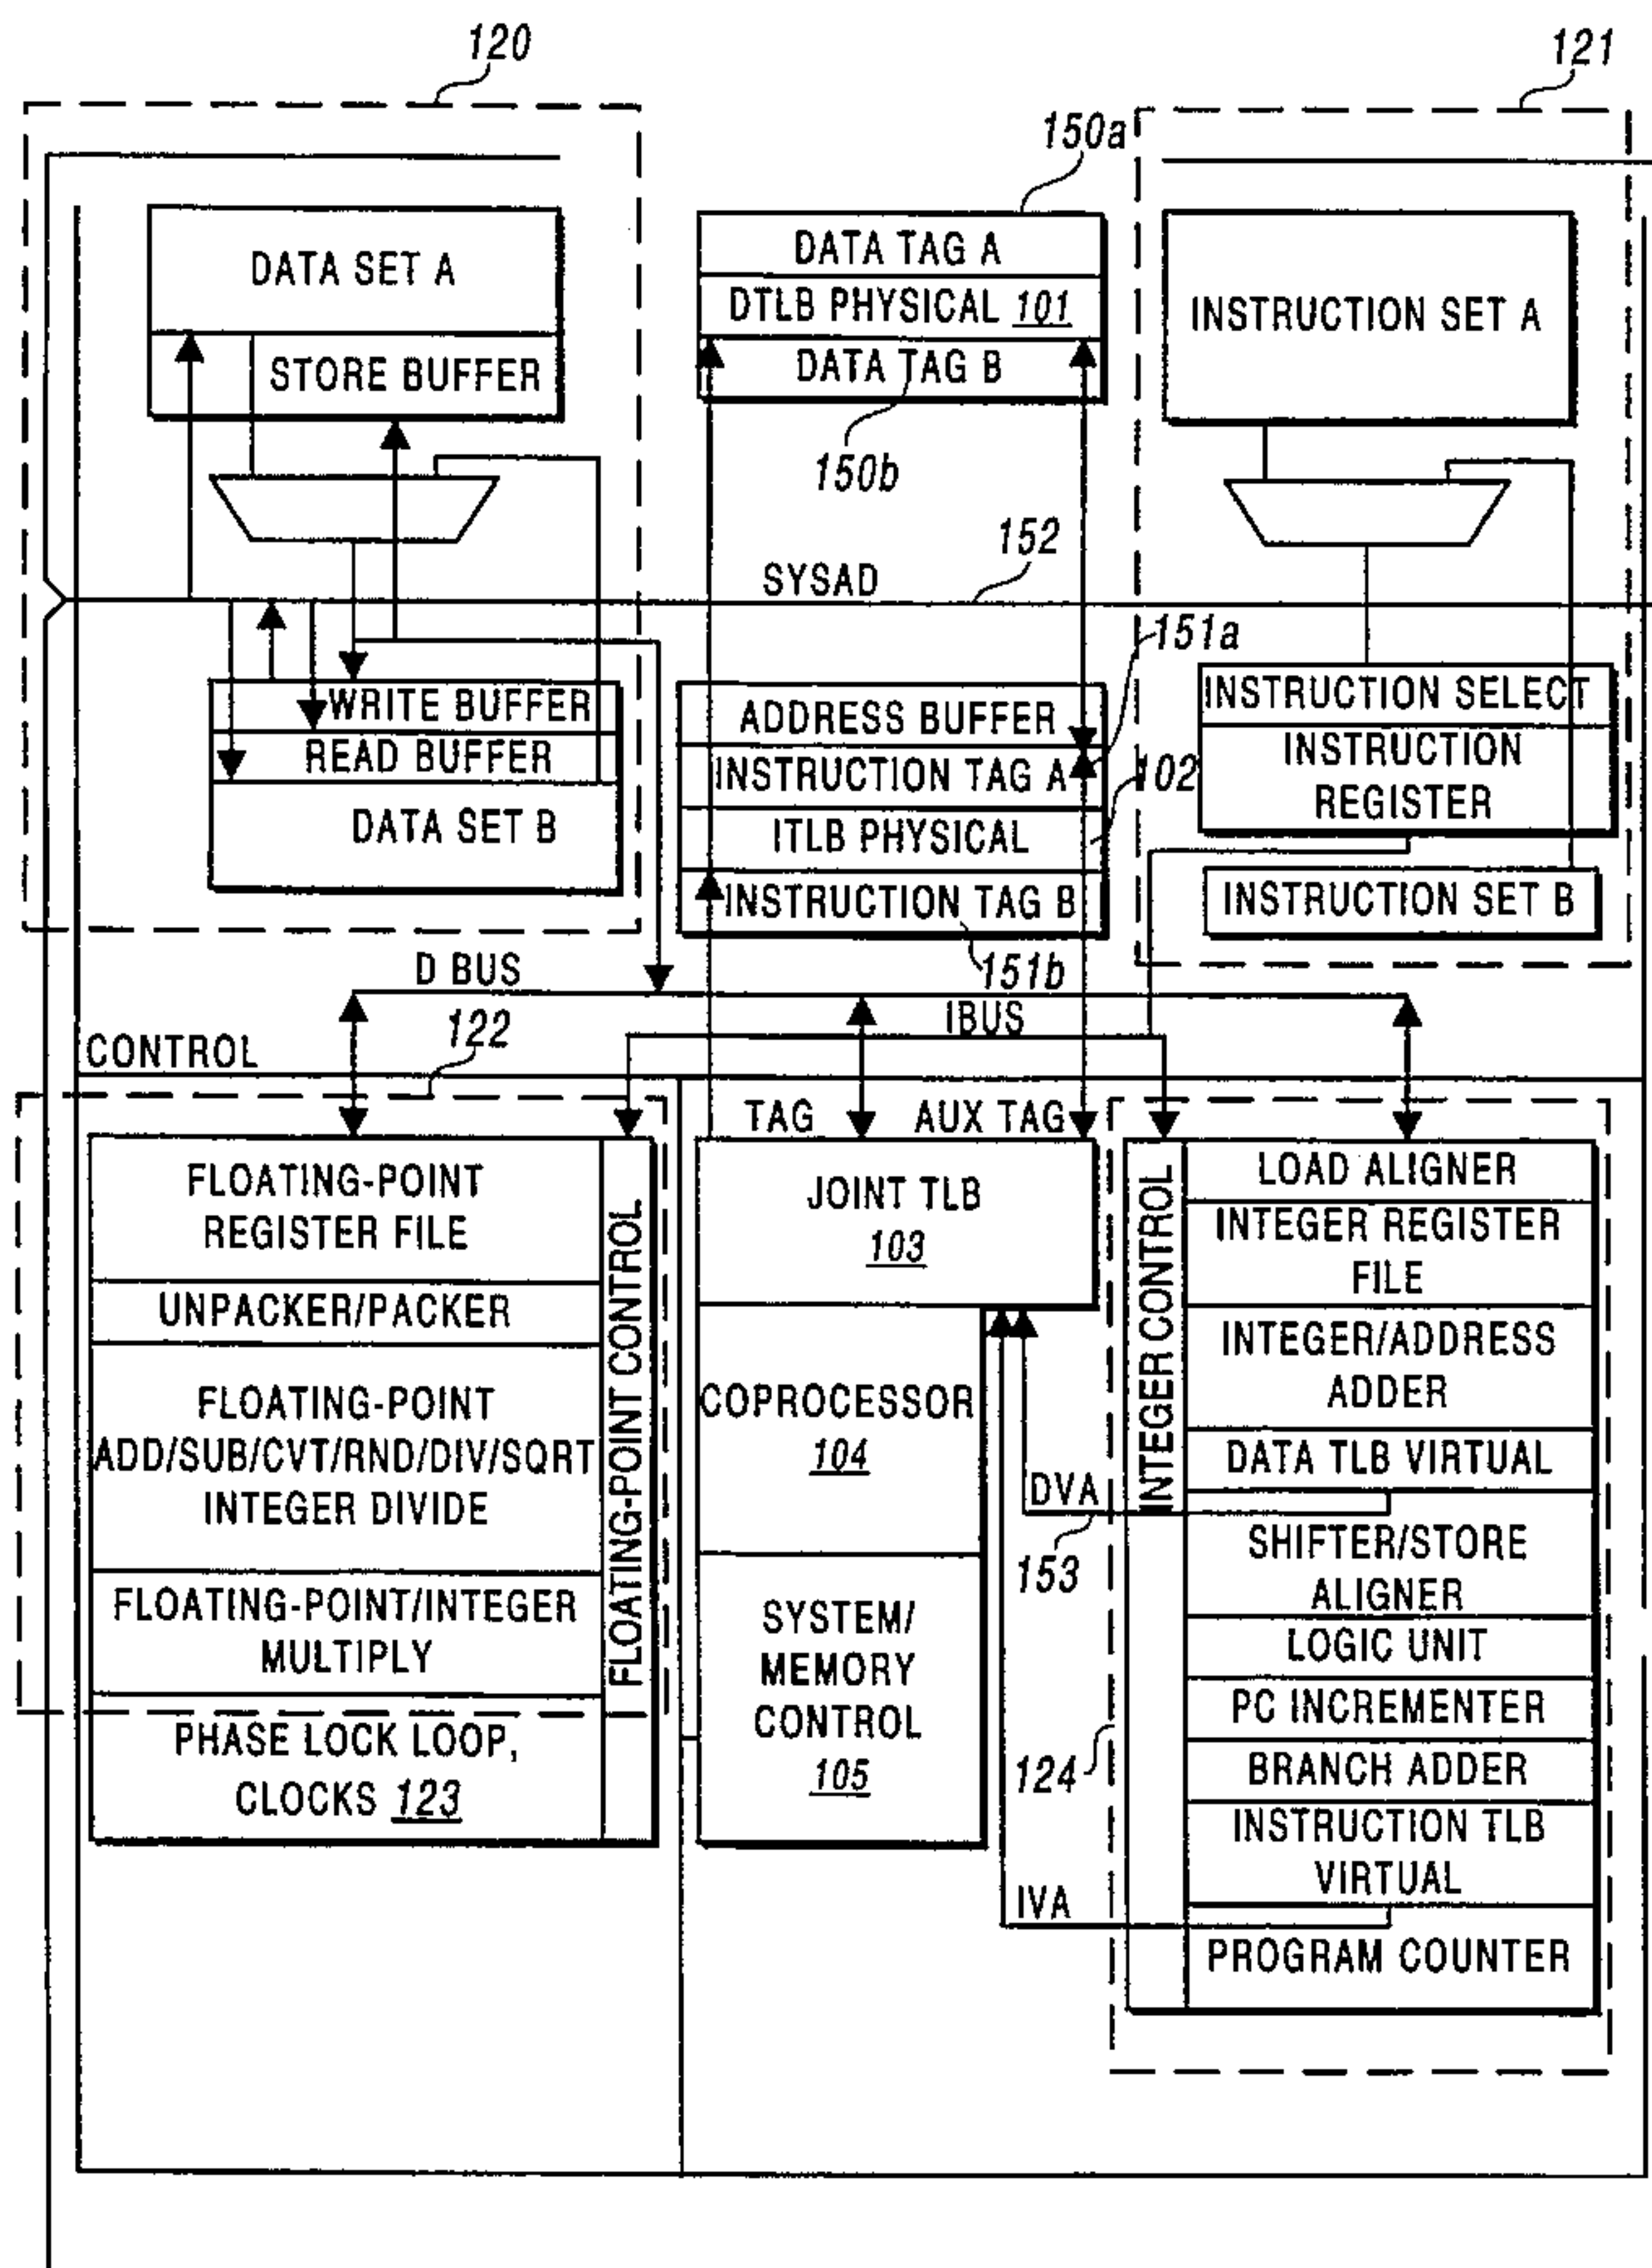 120
121
150a
DATA SET A
STORE BUFFER
DATA TAG A
DTLB PHYSICAL 101
DATA TAG B
150b
INSTRUCTION SET A
SYSAD
152
151a
WRITE BUFFER
READ BUFFER
DATA SET B
ADDRESS BUFFER
INSTRUCTION TAG A
102
ITLB PHYSICAL
INSTRUCTION TAG B
151b
INSTRUCTION SELECT
INSTRUCTION
REGISTER
INSTRUCTION SET B
D BUS
IBUS
122
CONTROL
TAG
AUX TAG
FLOATING-POINT
REGISTER FILE
UNPACKER/PACKER
FLOATING-POINT
ADD/SUB/CVT/RND/DIV/SQRT
INTEGER DIVIDE
FLOATING-POINT/INTEGER
MULTIPLY
PHASE LOCK LOOP,
CLOCKS 123
FLOATING-POINT CONTROL
JOINT TLB
103
COPROCESSOR
104
SYSTEM/
MEMORY
CONTROL
105
DVA
153
124
IVA
INTEGER CONTROL
LOAD ALIGNER
INTEGER REGISTER
FILE
INTEGER/ADDRESS
ADDER
DATA TLB VIRTUAL
SHIFTER/STORE
ALIGNER
LOGIC UNIT
PC INCREMENTER
BRANCH ADDER
INSTRUCTION TLB
VIRTUAL
PROGRAM COUNTER